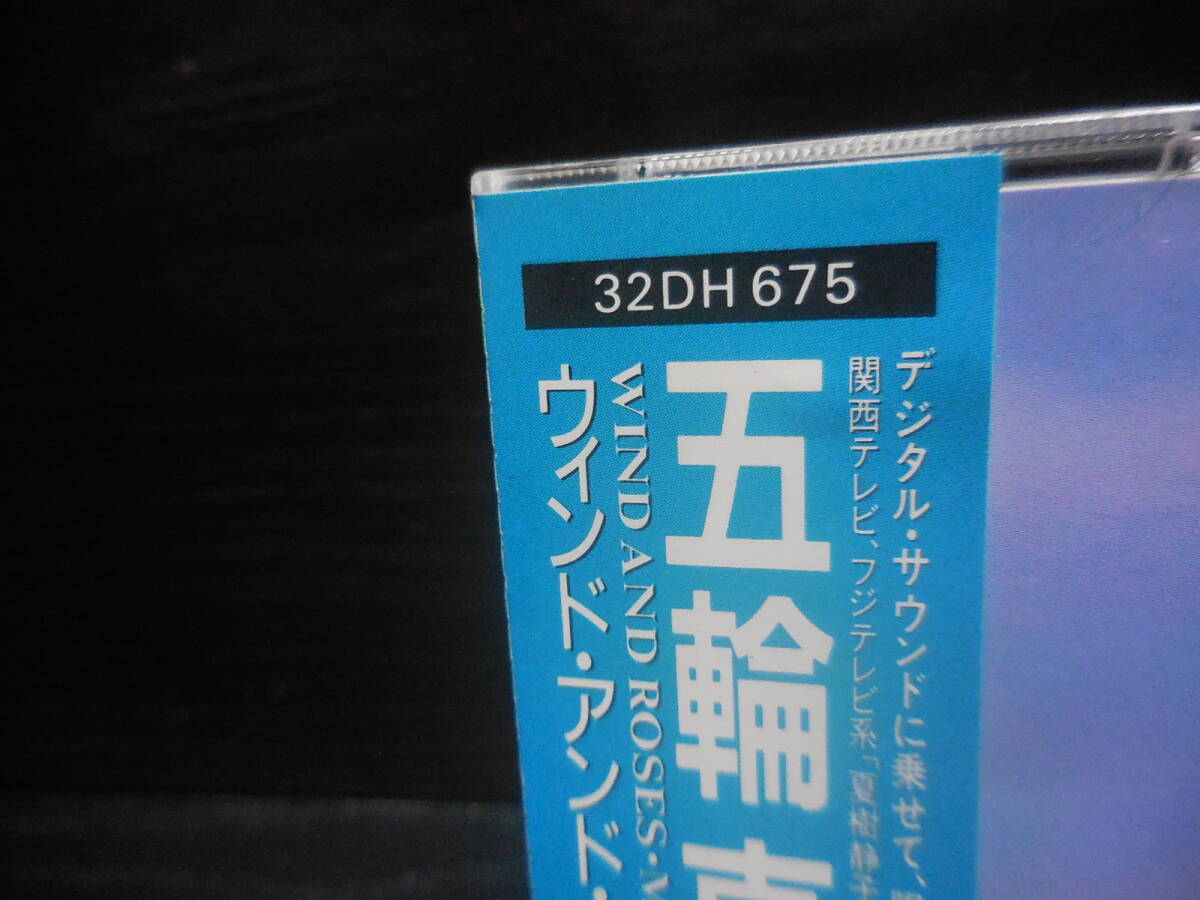 32DH 675
デジタル・サウンドに乗せて、
関西テレビ、フジテレビ系「夏樹静
五輪
WIND AND ROSES・
ウィンド・アンド・